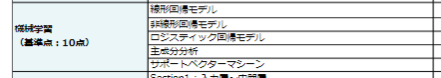 線形回帰モデル
非線形回帰モデル
機械学習
ロジスティック回帰モデル
(基準点：10点)
主成分分析
サポートベクターマシーン